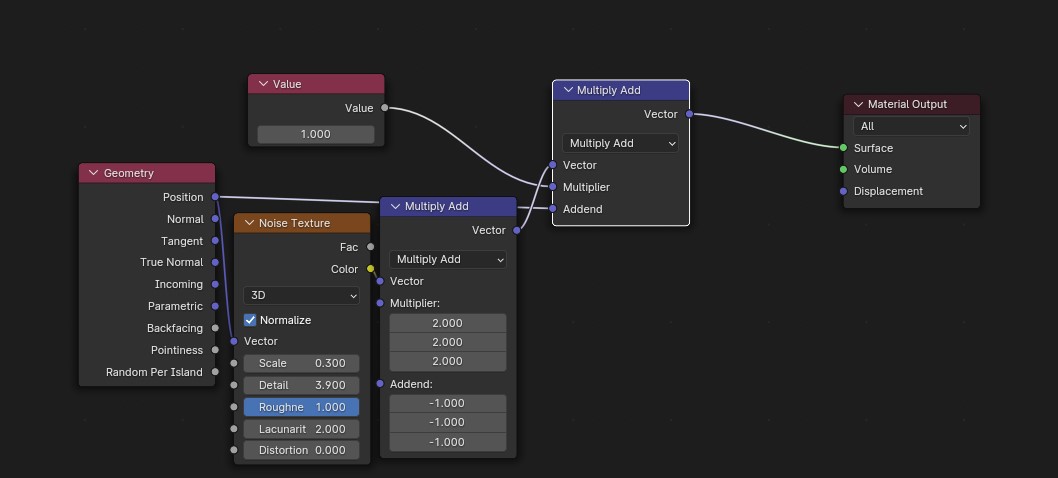 Value
Value
1.000
Geometry
Position
Normal
Tangent
True Normal
Incoming
Parametric
Backfacing
Pointiness
Random Per Island
Noise Texture
Fac
Color
3D
Normalize
Vector
Scale 0.300
Detail 3.900
Roughne 1.000
Lacunarit 2.000
Distortion 0.000
Multiply Add
Vector
Multiply Add
Vector
Multiplier:
2.000
2.000
2.000
Addend:
-1.000
-1.000
-1.000
Multiply Add
Vector
Multiply Add
Vector
Multiplier
Addend
Material Output
All
Surface
Volume
Displacement